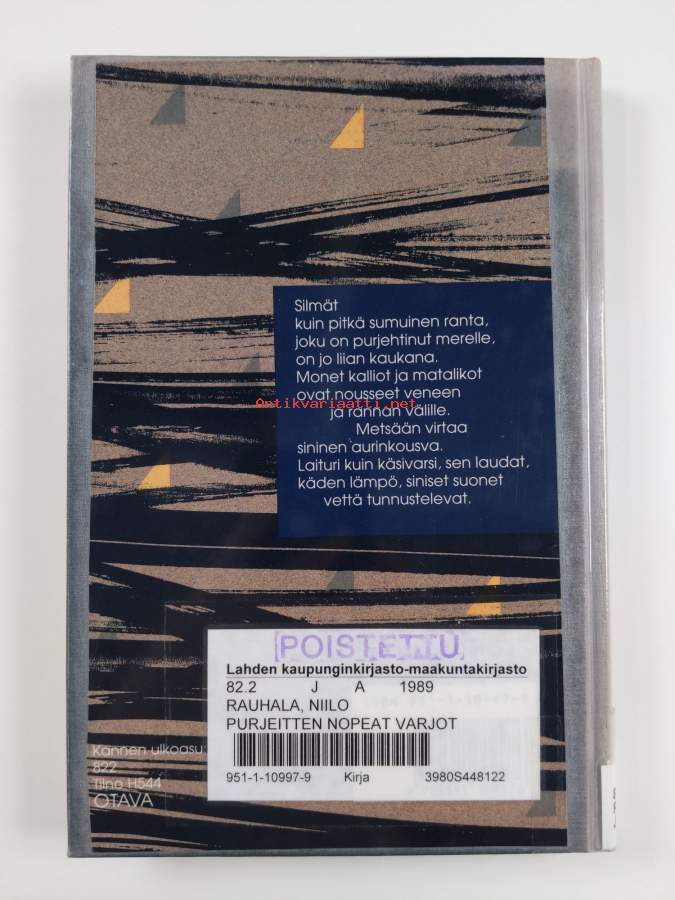 Silmät
kuin pitkä sumuinen ranta,
joku on purjehtinut merelle,
on jo liian kaukana.
Monet kalliot ja matalikot
ovat nousseet veneen
ja rannan välille.
Metsään virtaa
sininen aurinkousva.
Laituri kuin käsivarsi, sen laudat,
käden lämpö, siniset suonet
vettä tunnustelevat.
Antikvariaatti.net
POISTETTU
Lahden kaupunginkirjasto-maakuntakirjasto
82.2 J A 1989
RAUHALA, NIILO
PURJEITTEN NOPEAT VARJOT
951-1-10997-9 Kirja 3980S448122
Kannen ulkoasu:
822
Tilno H544
OTAVA